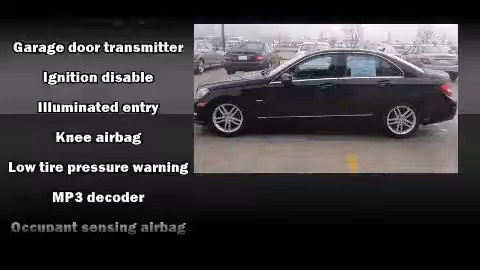 Garage door transmitter
Ignition disable
Illuminated entry
Knee airbag
Low tire pressure warning
MP3 decoder
Occupant sensing airbag